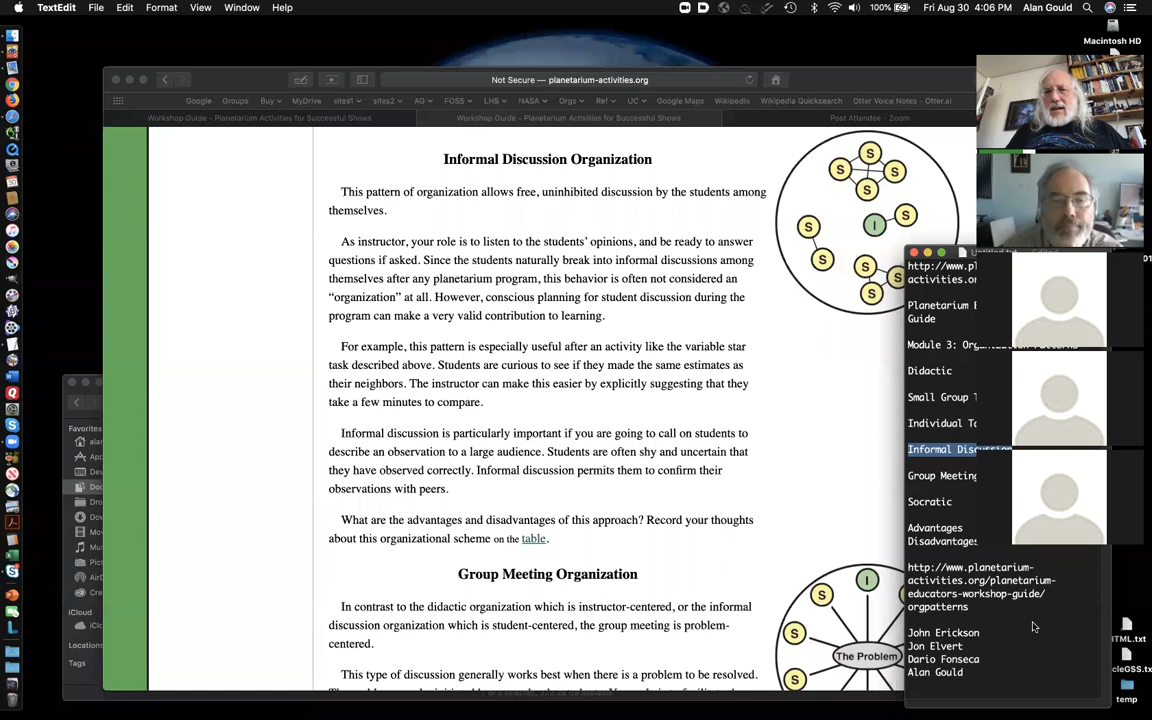 TextEdit File Edit Format View Window Help
100% Fri Aug 30 4:06 PM Alan Gould
Macintosh HD
Not Secure — planetarium-activities.org
Google Groups Buy MyDrive sites1 sites2 AG FOSS LHS NASA Orgs Ref UC Google Maps Wikipedia Wikipedia Quicksearch Otter Voice Notes - Otter.ai
Workshop Guide - Planetarium Activities for Successful Shows
Workshop Guide - Planetarium Activities for Successful Shows
Post Attendee - Zoom
Informal Discussion Organization
This pattern of organization allows free, uninhibited discussion by the students among
themselves.
As instructor, your role is to listen to the students' opinions, and be ready to answer
questions if asked. Since the students naturally break into informal discussions among
themselves after any planetarium program, this behavior is often not considered an
“organization” at all. However, conscious planning for student discussion during the
program can make a very valid contribution to learning.
For example, this pattern is especially useful after an activity like the variable star
task described above. Students are curious to see if they made the same estimates as
their neighbors. The instructor can make this easier by explicitly suggesting that they
take a few minutes to compare.
Informal discussion is particularly important if you are going to call on students to
describe an observation to a large audience. Students are often shy and uncertain that
they have observed correctly. Informal discussion permits them to confirm their
observations with peers.
What are the advantages and disadvantages of this approach? Record your thoughts
about this organizational scheme on the table.
Group Meeting Organization
In contrast to the didactic organization which is instructor-centered, or the informal
discussion organization which is student-centered, the group meeting is problem-
centered.
This type of discussion generally works best when there is a problem to be resolved.
S
S S
S
S I S
S
S S
S
I
S
S
The Problem
S
Favorites
iCloud
Locations
Tags
http://www.pl
activities.or
Planetarium E
Guide
Module 3: Organization Patterns
Didactic
Small Group T
Individual Ta
Informal Discussion
Group Meeting
Socratic
Advantages
Disadvantages
http://www.planetarium-
activities.org/planetarium-
educators-workshop-guide/
orgpatterns
John Erickson
Jon Elvert
Dario Fonseca
Alan Gould
HTML.txt
cleGSS.tx
temp